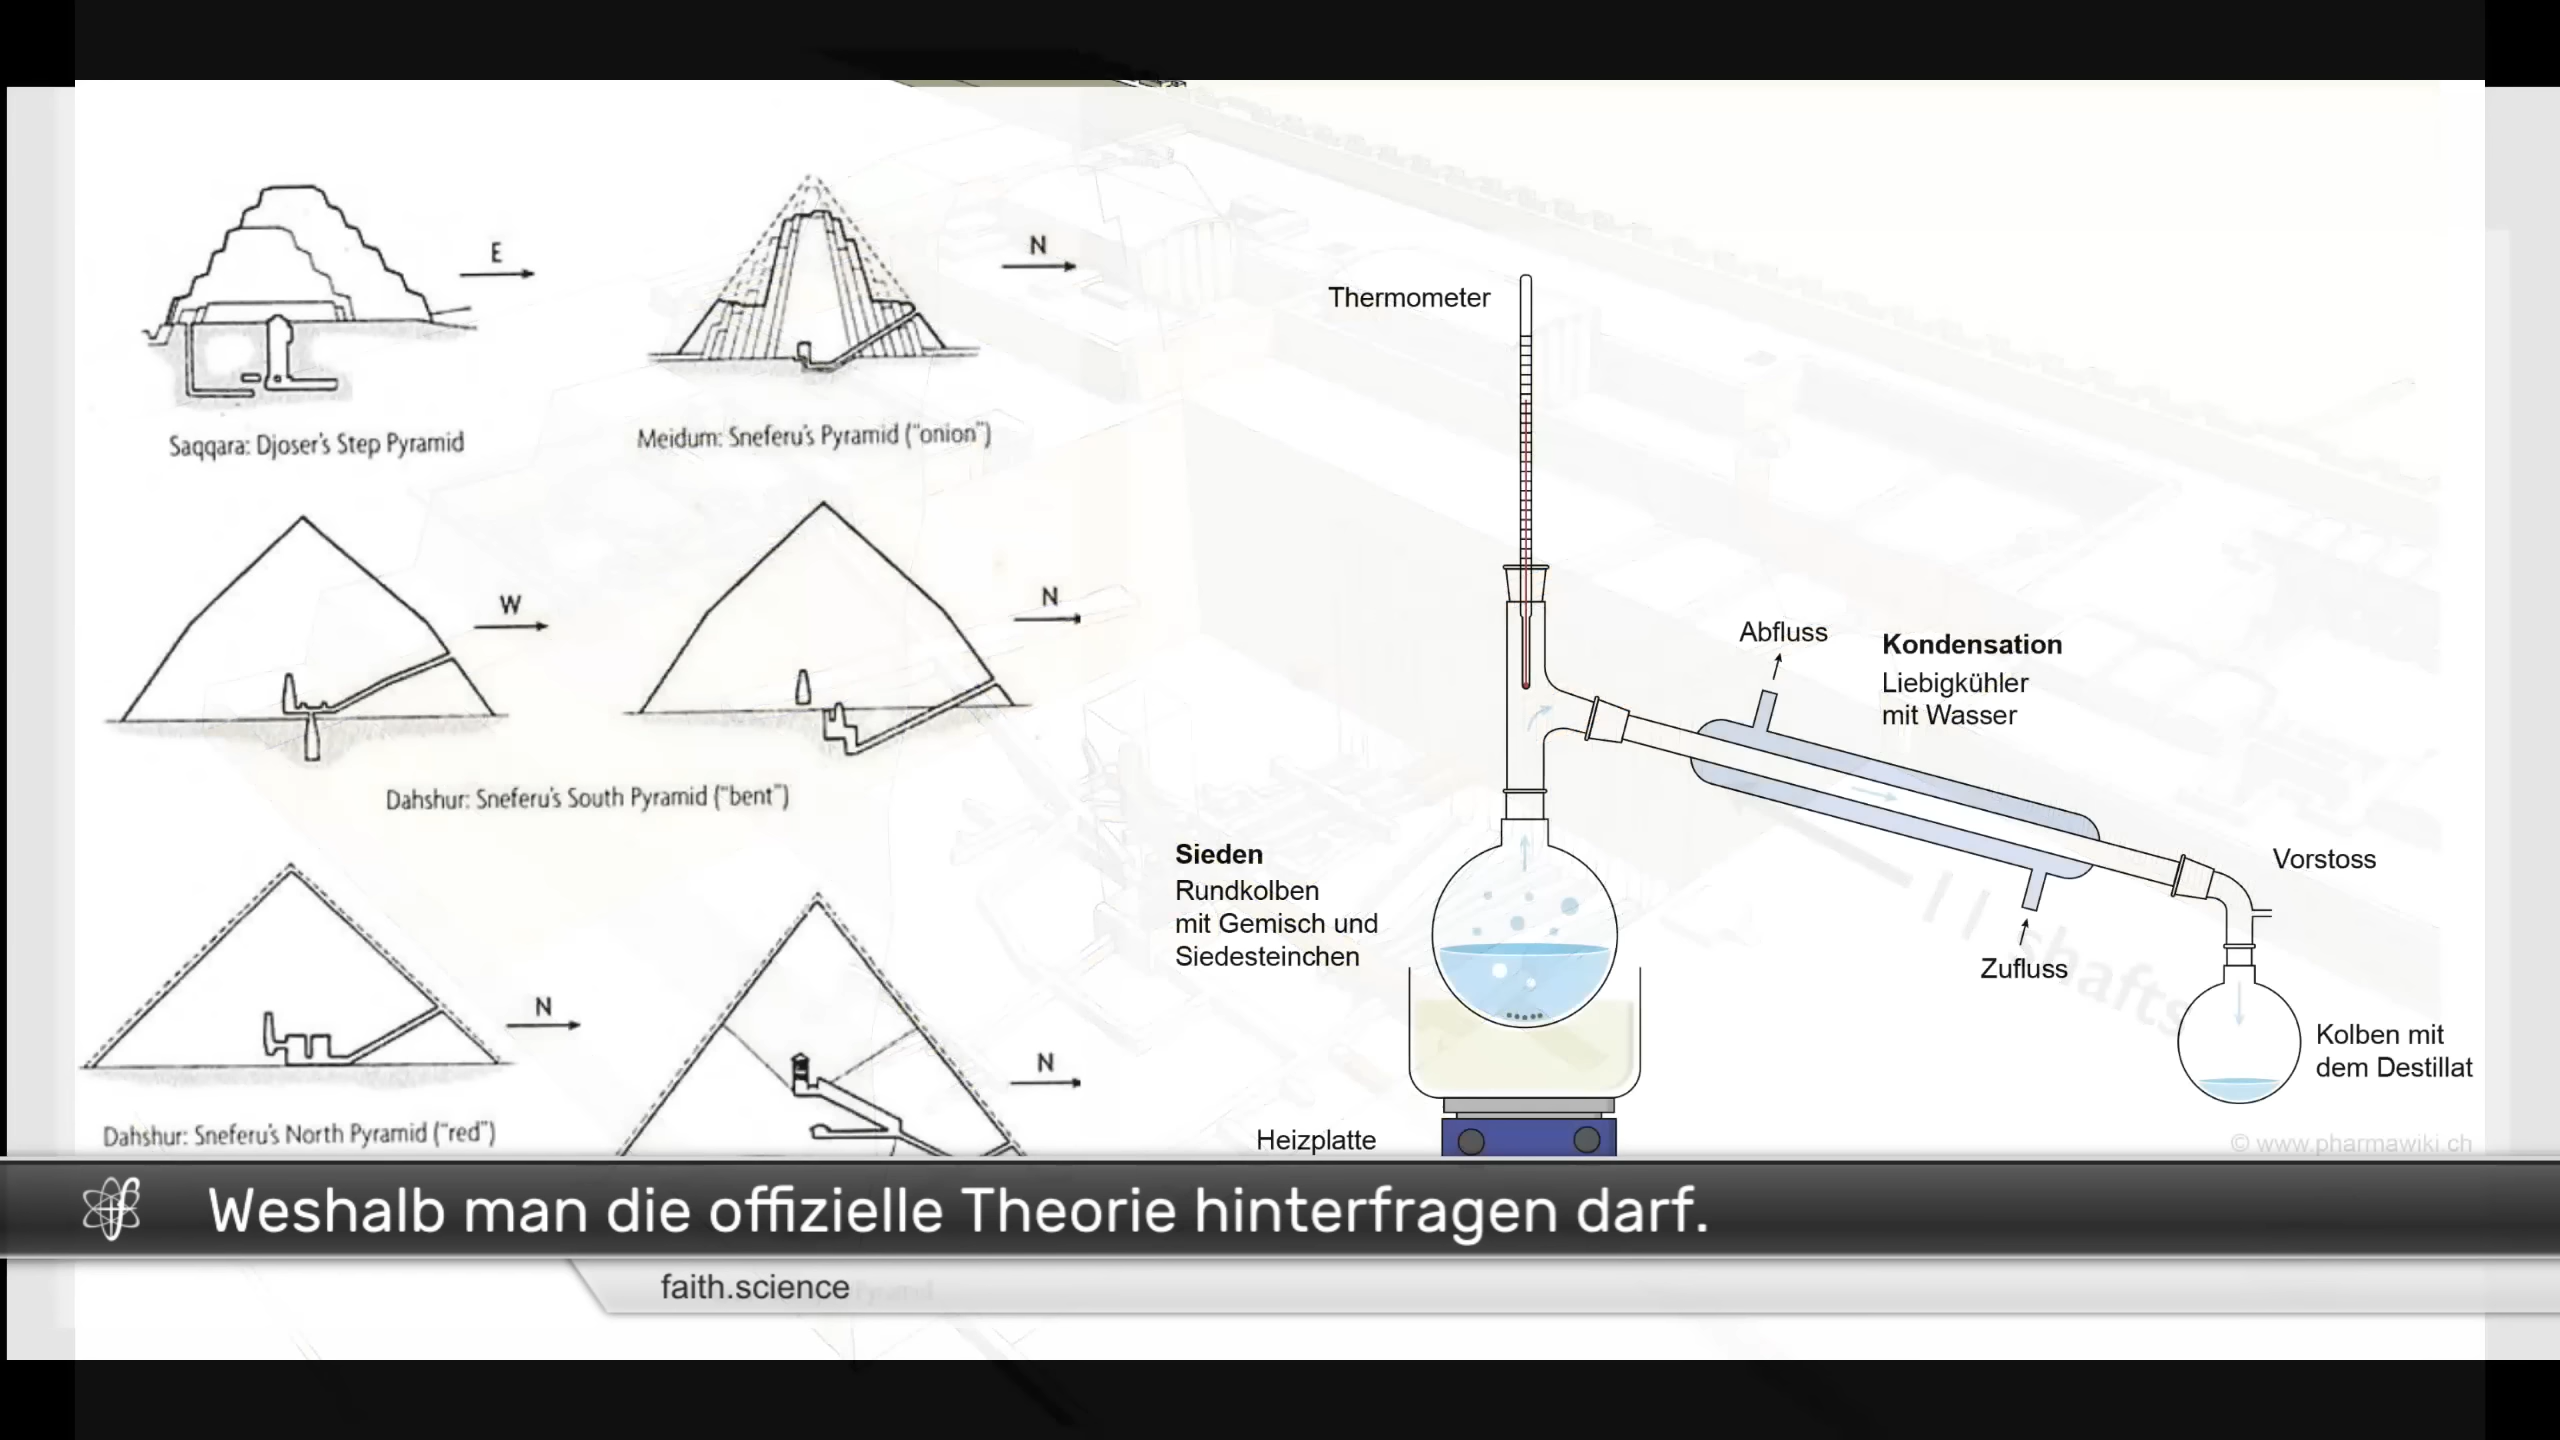 E
N
Saqqara: Djoser's Step Pyramid
Meidum: Sneferu's Pyramid ("onion")
W
N
Dahshur: Sneferu's South Pyramid ("bent")
N
N
Dahshur: Sneferu's North Pyramid ("red")
Thermometer
Abfluss
Kondensation
Liebigkühler
mit Wasser
Sieden
Rundkolben
mit Gemisch und
Siedesteinchen
Vorstoss
Zufluss
shafts
Kolben mit
dem Destillat
Heizplatte
© www.pharmawiki.ch
Weshalb man die offizielle Theorie hinterfragen darf.
faith.science
Pyramid